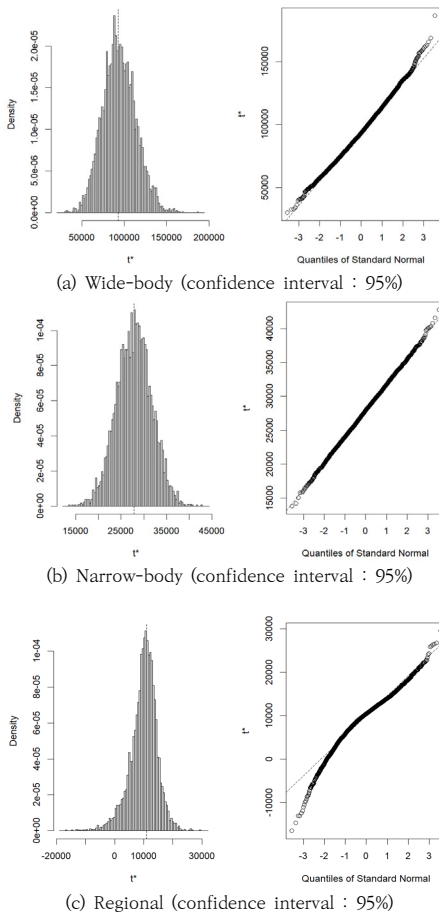 Density
0.0e+00 5.0e-06 1.0e-05 1.5e-05 2.0e-05
50000 100000 150000 200000
t*
t*
50000 100000 150000
-3 -2 -1 0 1 2 3
Quantiles of Standard Normal
(a) Wide-body (confidence interval : 95%)
Density
0e+00 2e-05 4e-05 6e-05 8e-05 1e-04
15000 25000 35000 45000
t*
t*
15000 20000 25000 30000 35000 40000
-3 -2 -1 0 1 2 3
Quantiles of Standard Normal
(b) Narrow-body (confidence interval : 95%)
Density
0e+00 2e-05 4e-05 6e-05 8e-05 1e-04
-20000 0 10000 30000
t*
t*
-10000 0 10000 20000 30000
-3 -2 -1 0 1 2 3
Quantiles of Standard Normal
(c) Regional (confidence interval : 95%)